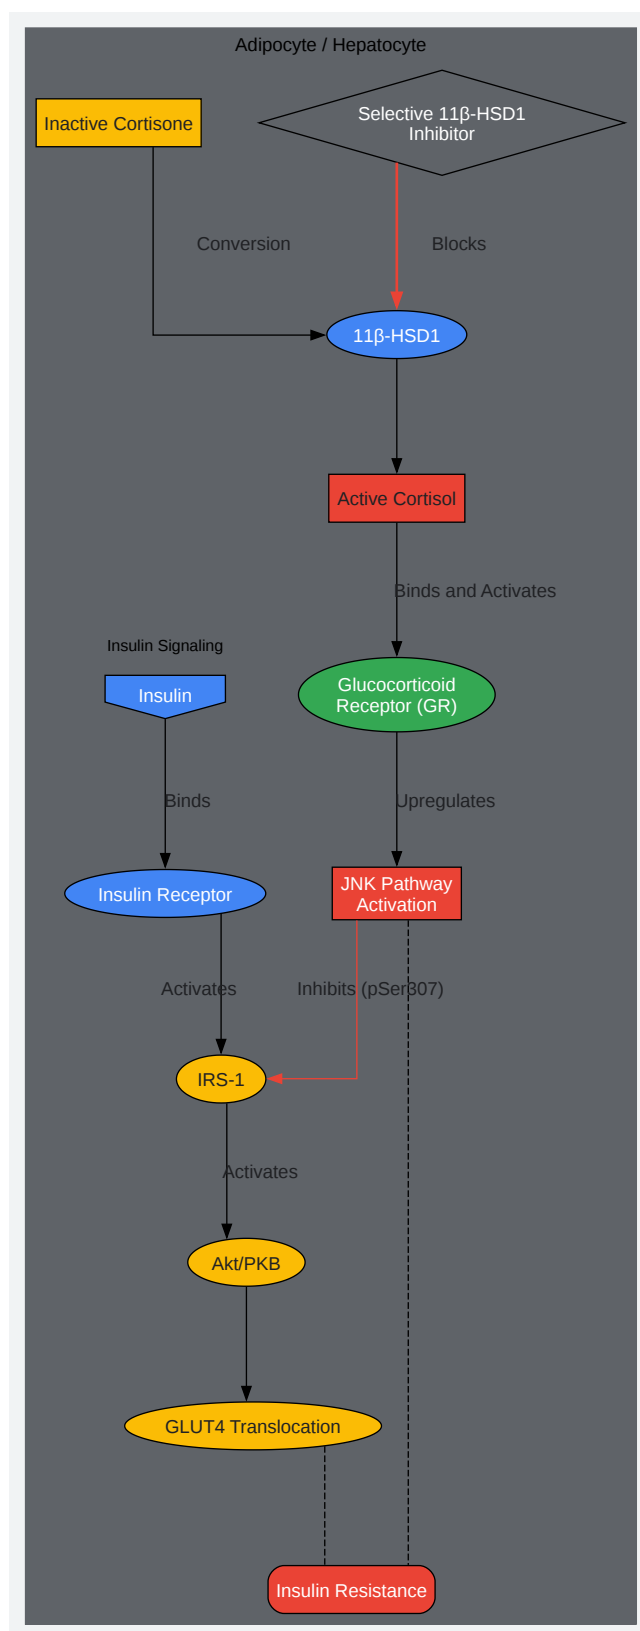 Adipocyte / Hepatocyte
Inactive Cortisone
Selective 11β-HSD1
Inhibitor
Conversion
Blocks
11β-HSD1
Active Cortisol
Binds and Activates
Insulin Signaling
Insulin
Glucocorticoid
Receptor (GR)
Binds
Upregulates
Insulin Receptor
JNK Pathway
Activation
Activates
Inhibits (pSer307)
IRS-1
Activates
Akt/PKB
GLUT4 Translocation
Insulin Resistance